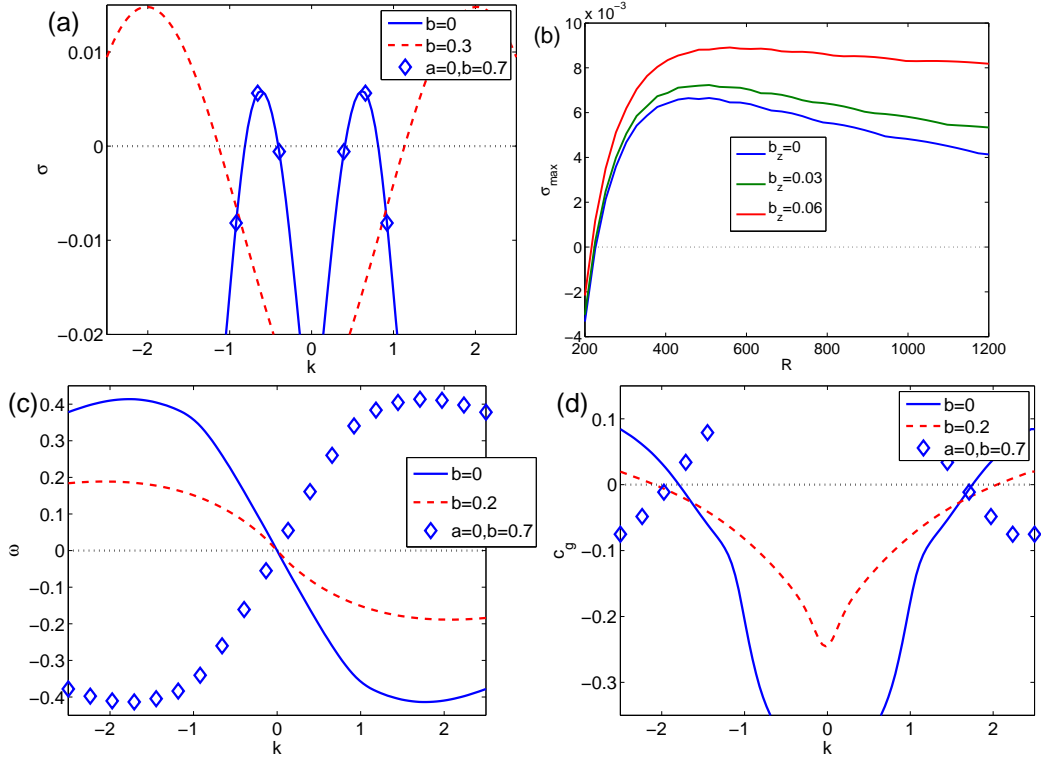 (a)
b=0
b=0.3
a=0,b=0.7
0.01
0
−0.01
−0.02
σ
−2
−1
0
1
2
k
x 10⁻³
(b)
10
8
6
4
2
0
−2
−4
σmax
b_z=0
b_z=0.03
b_z=0.06
200
400
600
800
1000
1200
R
(c)
0.4
0.3
0.2
0.1
0
−0.1
−0.2
−0.3
−0.4
ω
b=0
b=0.2
a=0,b=0.7
−2
−1
0
1
2
k
(d)
b=0
b=0.2
a=0,b=0.7
0.1
0
−0.1
−0.2
−0.3
c_g
−2
−1
0
1
2
k